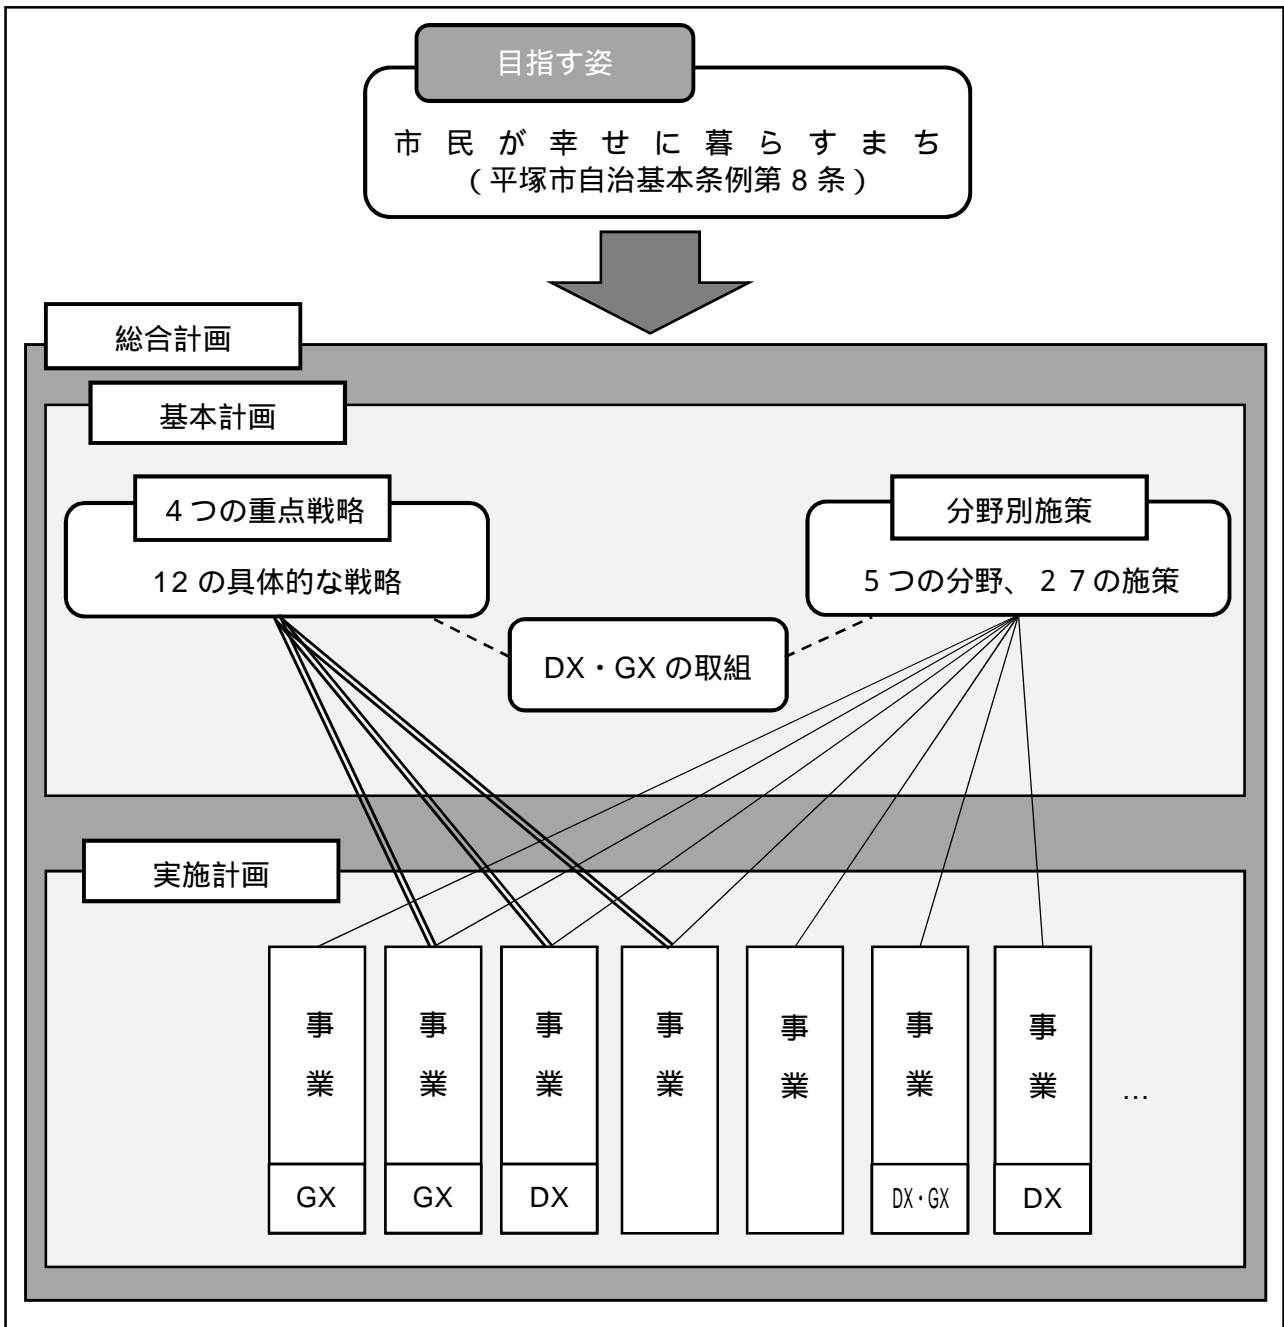 目指す姿
市民が幸せに暮らすまち
（平塚市自治基本条例第８条）
総合計画
基本計画
４つの重点戦略
12の具体的な戦略
分野別施策
５つの分野、２７の施策
DX・GXの取組
実施計画
事業
GX
事業
GX
事業
DX
事業
事業
事業
DX・GX
事業
DX
…